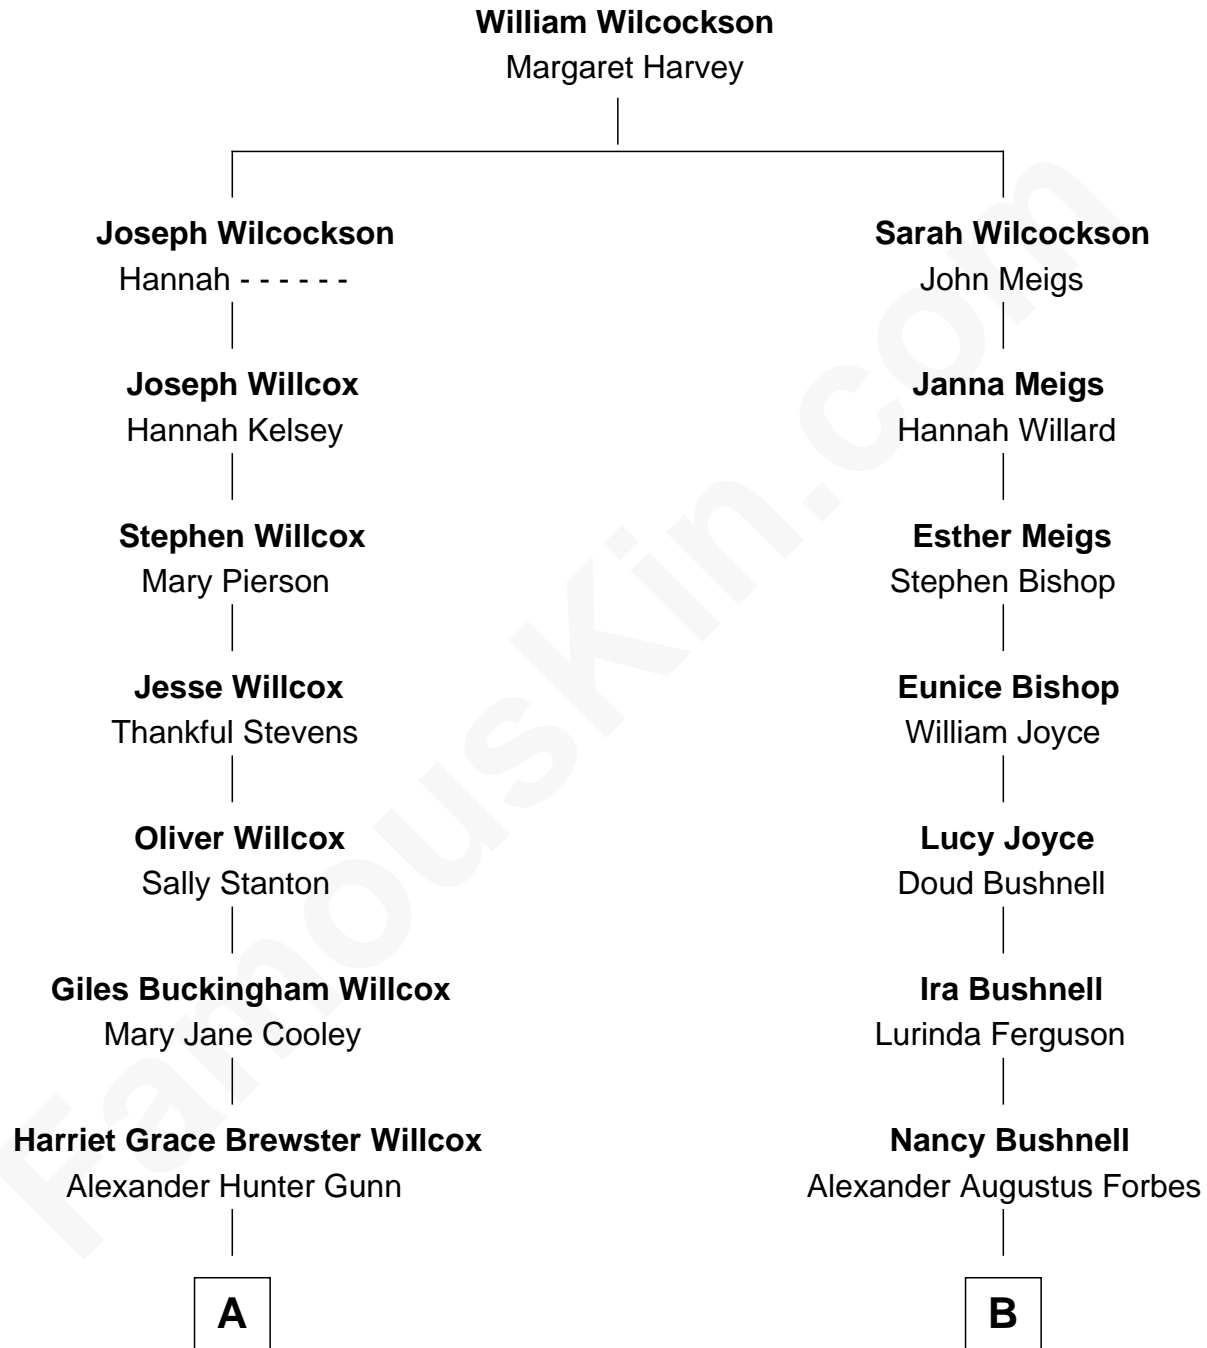 William Wilcockson
Margaret Harvey
Joseph Wilcockson
Hannah - - - - - -
Sarah Wilcockson
John Meigs
Joseph Willcox
Hannah Kelsey
Janna Meigs
Hannah Willard
Stephen Willcox
Mary Pierson
Esther Meigs
Stephen Bishop
Jesse Willcox
Thankful Stevens
Eunice Bishop
William Joyce
Oliver Willcox
Sally Stanton
Lucy Joyce
Doud Bushnell
Giles Buckingham Willcox
Mary Jane Cooley
Ira Bushnell
Lurinda Ferguson
Harriet Grace Brewster Willcox
Alexander Hunter Gunn
Nancy Bushnell
Alexander Augustus Forbes
A
B
FamousKin.com